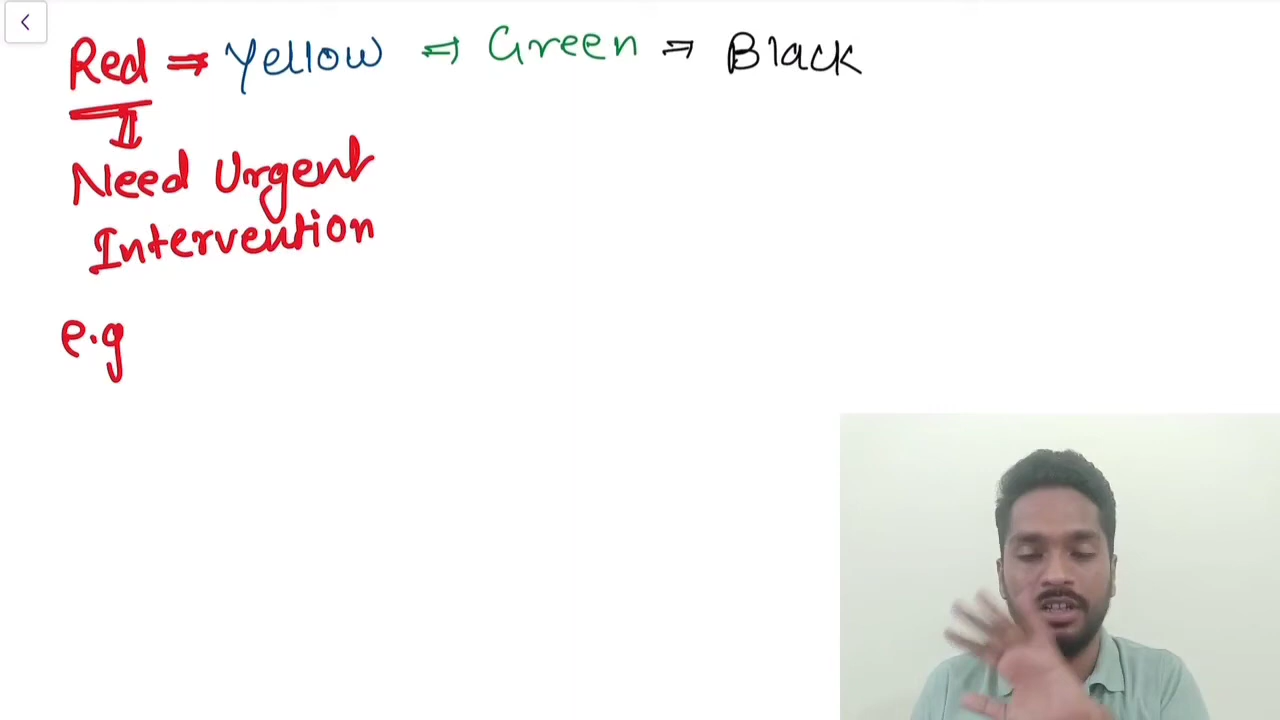 Red ⇒ Yellow ⇒ Green ⇒ Black
Need Urgent
Intervention
e.g